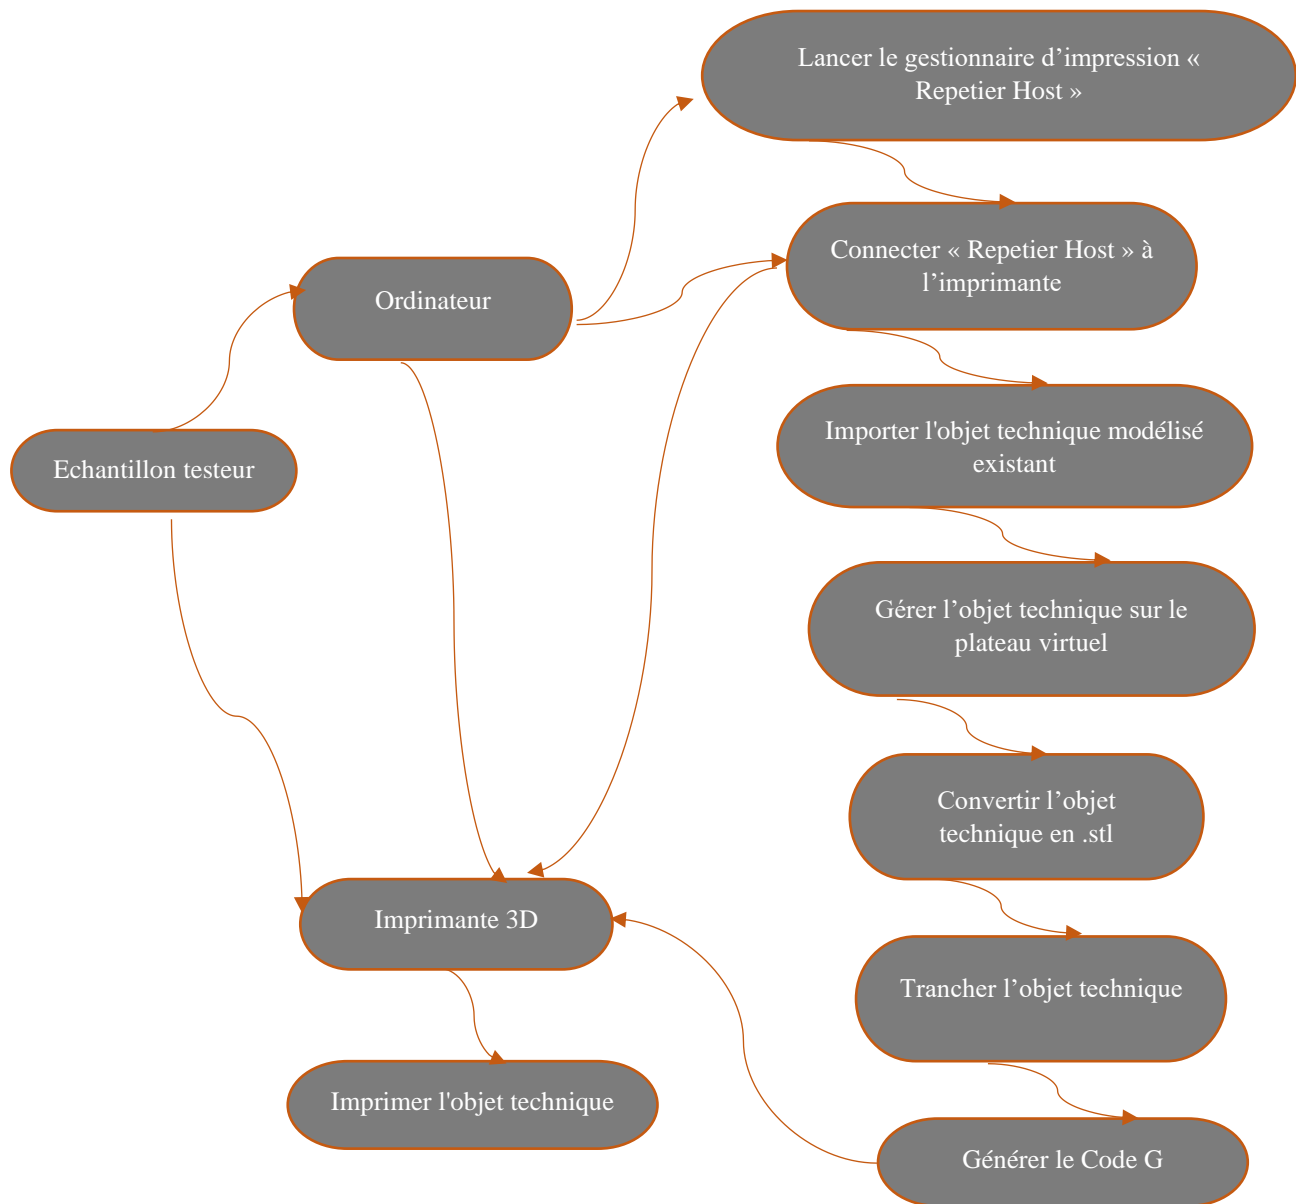 Lancer le gestionnaire d’impression «
Repetier Host »
Connecter « Repetier Host » à
l’imprimante
Ordinateur
Importer l'objet technique modélisé
existant
Echantillon testeur
Gérer l’objet technique sur le
plateau virtuel
Convertir l’objet
technique en .stl
Imprimante 3D
Trancher l’objet technique
Imprimer l'objet technique
Générer le Code G